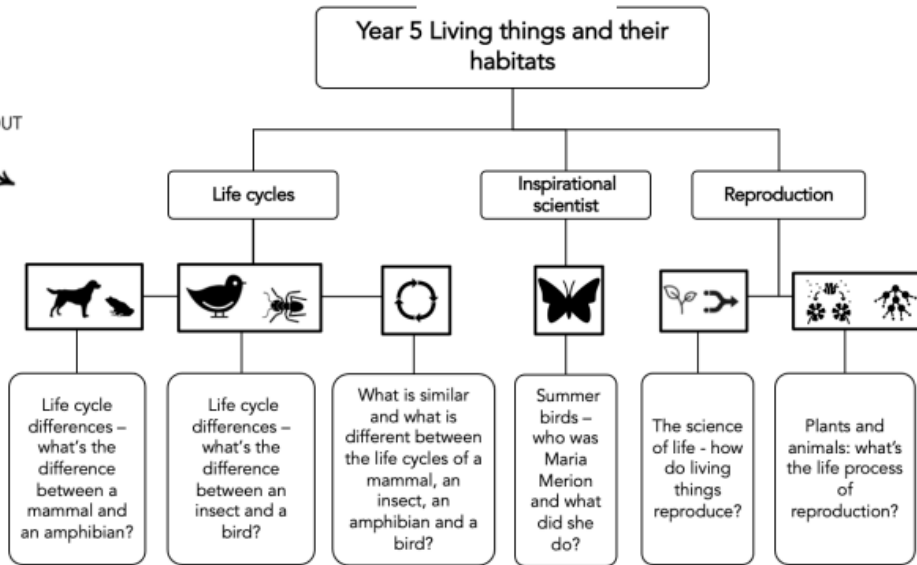 Year 5 Living things and their
habitats
UT
Life cycles
Inspirational
scientist
Reproduction
Life cycle
differences –
what's the
difference
between a
mammal and
an amphibian?
Life cycle
differences –
what's the
difference
between an
insect and a
bird?
What is similar
and what is
different between
the life cycles of a
mammal, an
insect, an
amphibian and a
bird?
Summer
birds –
who was
Maria
Merion
and what
did she
do?
The science
of life - how
do living
things
reproduce?
Plants and
animals: what's
the life process
of
reproduction?